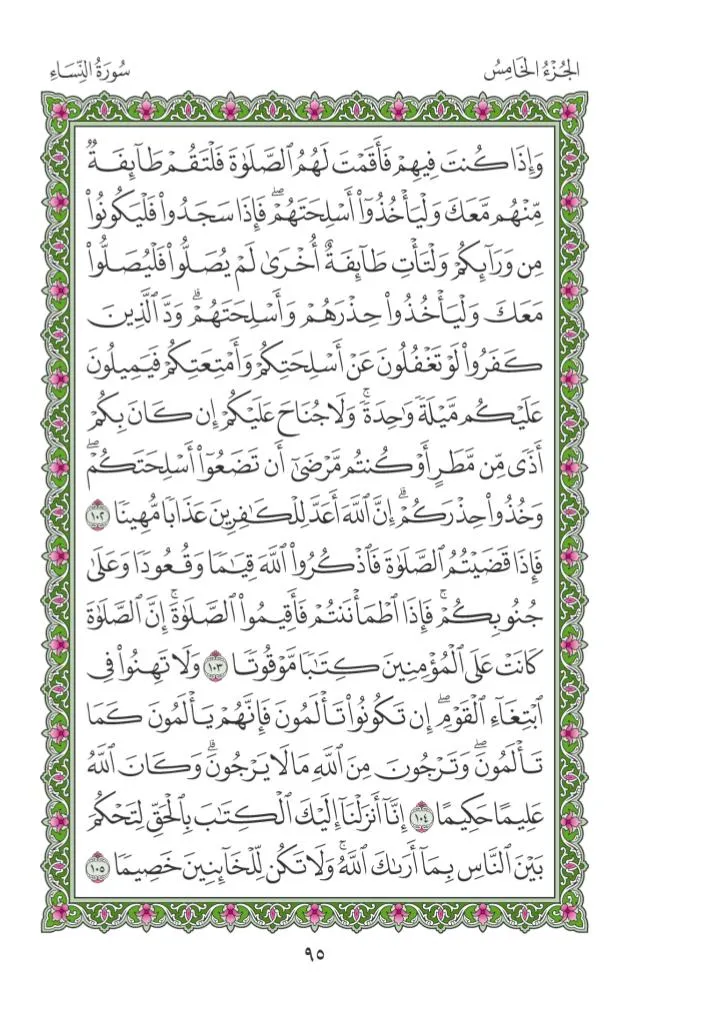 الجُزْءُ الخَامِسُ
سُورَةُ النِّسَاءِ
وَإِذَا كُنتَ فِيهِمْ فَأَقَمْتَ لَهُمُ ٱلصَّلَوٰةَ فَلْتَقُمْ طَآئِفَةٌ
مِّنْهُم مَّعَكَ وَلْيَأْخُذُوٓا۟ أَسْلِحَتَهُمْۖ فَإِذَا سَجَدُوا۟ فَلْيَكُونُوا۟
مِن وَرَآئِكُمْ وَلْتَأْتِ طَآئِفَةٌ أُخْرَىٰ لَمْ يُصَلُّوا۟ فَلْيُصَلُّوا۟
مَعَكَ وَلْيَأْخُذُوا۟ حِذْرَهُمْ وَأَسْلِحَتَهُمْۗ وَدَّ ٱلَّذِينَ
كَفَرُوا۟ لَوْ تَغْفُلُونَ عَنْ أَسْلِحَتِكُمْ وَأَمْتِعَتِكُمْ فَيَمِيلُونَ
عَلَيْكُم مَّيْلَةً وَٰحِدَةًۚ وَلَا جُنَاحَ عَلَيْكُمْ إِن كَانَ بِكُمْ
أَذًى مِّن مَّطَرٍ أَوْ كُنتُم مَّرْضَىٰٓ أَن تَضَعُوٓا۟ أَسْلِحَتَكُمْۖ
وَخُذُوا۟ حِذْرَكُمْۗ إِنَّ ٱللَّهَ أَعَدَّ لِلْكَٰفِرِينَ عَذَابًا مُّهِينًا ١٠٢
فَإِذَا قَضَيْتُمُ ٱلصَّلَوٰةَ فَٱذْكُرُوا۟ ٱللَّهَ قِيَٰمًا وَقُعُودًا وَعَلَىٰ
جُنُوبِكُمْۚ فَإِذَا ٱطْمَأْنَنتُمْ فَأَقِيمُوا۟ ٱلصَّلَوٰةَۚ إِنَّ ٱلصَّلَوٰةَ
كَانَتْ عَلَى ٱلْمُؤْمِنِينَ كِتَٰبًا مَّوْقُوتًا ١٠٣ وَلَا تَهِنُوا۟ فِى
ٱبْتِغَآءِ ٱلْقَوْمِۖ إِن تَكُونُوا۟ تَأْلَمُونَ فَإِنَّهُمْ يَأْلَمُونَ كَمَا
تَأْلَمُونَۖ وَتَرْجُونَ مِنَ ٱللَّهِ مَا لَا يَرْجُونَۗ وَكَانَ ٱللَّهُ
عَلِيمًا حَكِيمًا ١٠٤ إِنَّآ أَنزَلْنَآ إِلَيْكَ ٱلْكِتَٰبَ بِٱلْحَقِّ لِتَحْكُمَ
بَيْنَ ٱلنَّاسِ بِمَآ أَرَىٰكَ ٱللَّهُۚ وَلَا تَكُن لِّلْخَآئِنِينَ خَصِيمًا ١٠٥
٩٥